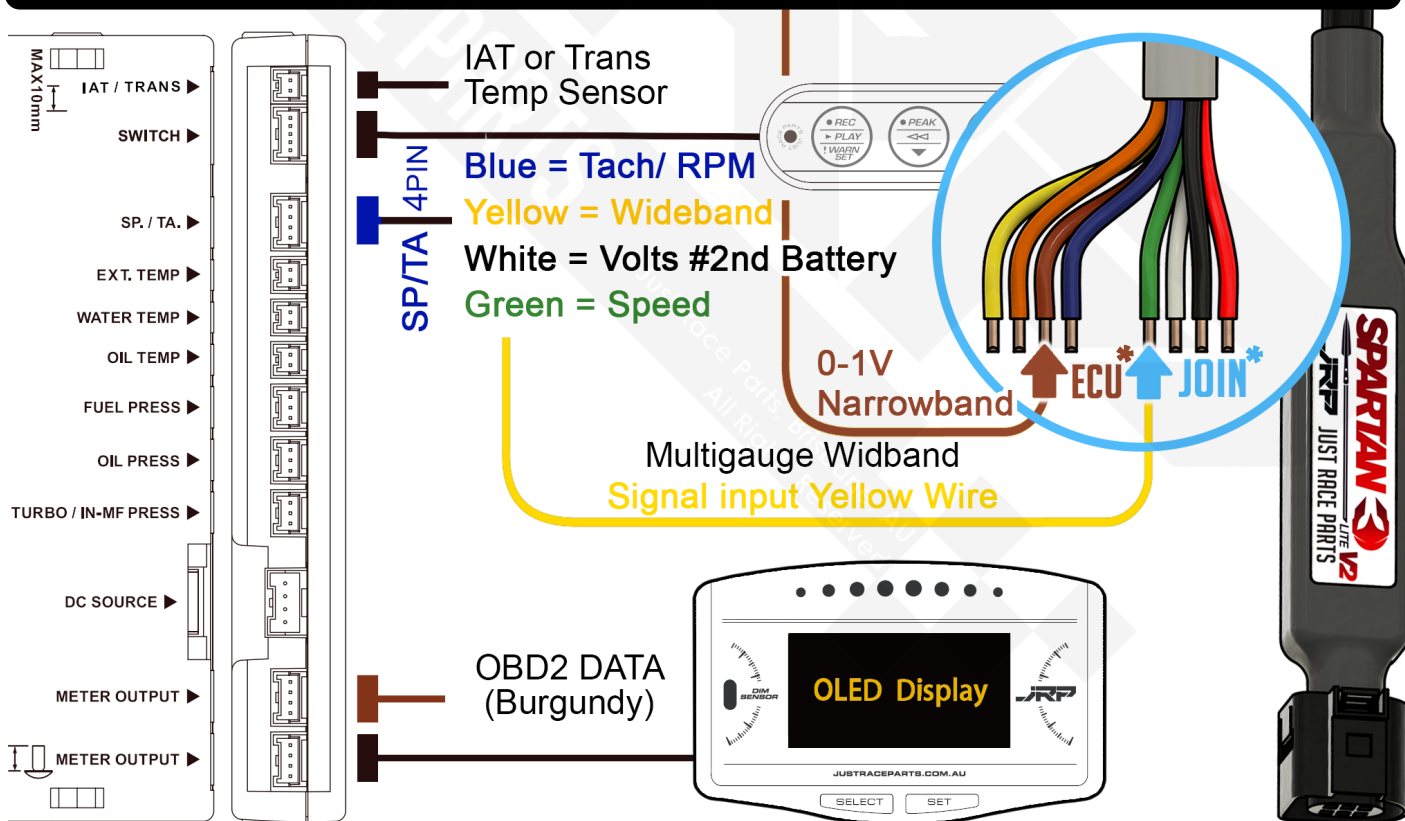 MAX10mm
IAT / TRANS
SWITCH
SP. / TA.
EXT. TEMP
WATER TEMP
OIL TEMP
FUEL PRESS
OIL PRESS
TURBO / IN-MF PRESS
DC SOURCE
METER OUTPUT
METER OUTPUT
IAT or Trans
Temp Sensor
SP/TA 4PIN
Blue = Tach/ RPM
Yellow = Wideband
White = Volts #2nd Battery
Green = Speed
REC
PLAY
! WARN
SET
PEAK
0-1V
Narrowband
ECU*
JOIN*
Multigauge Widband
Signal input Yellow Wire
OBD2 DATA
(Burgundy)
DIM
SENSOR
OLED Display
JRP
JUSTRACEPARTS.COM.AU
SELECT
SET
SPARTAN 3
LITE V2
JRP JUST RACE PARTS